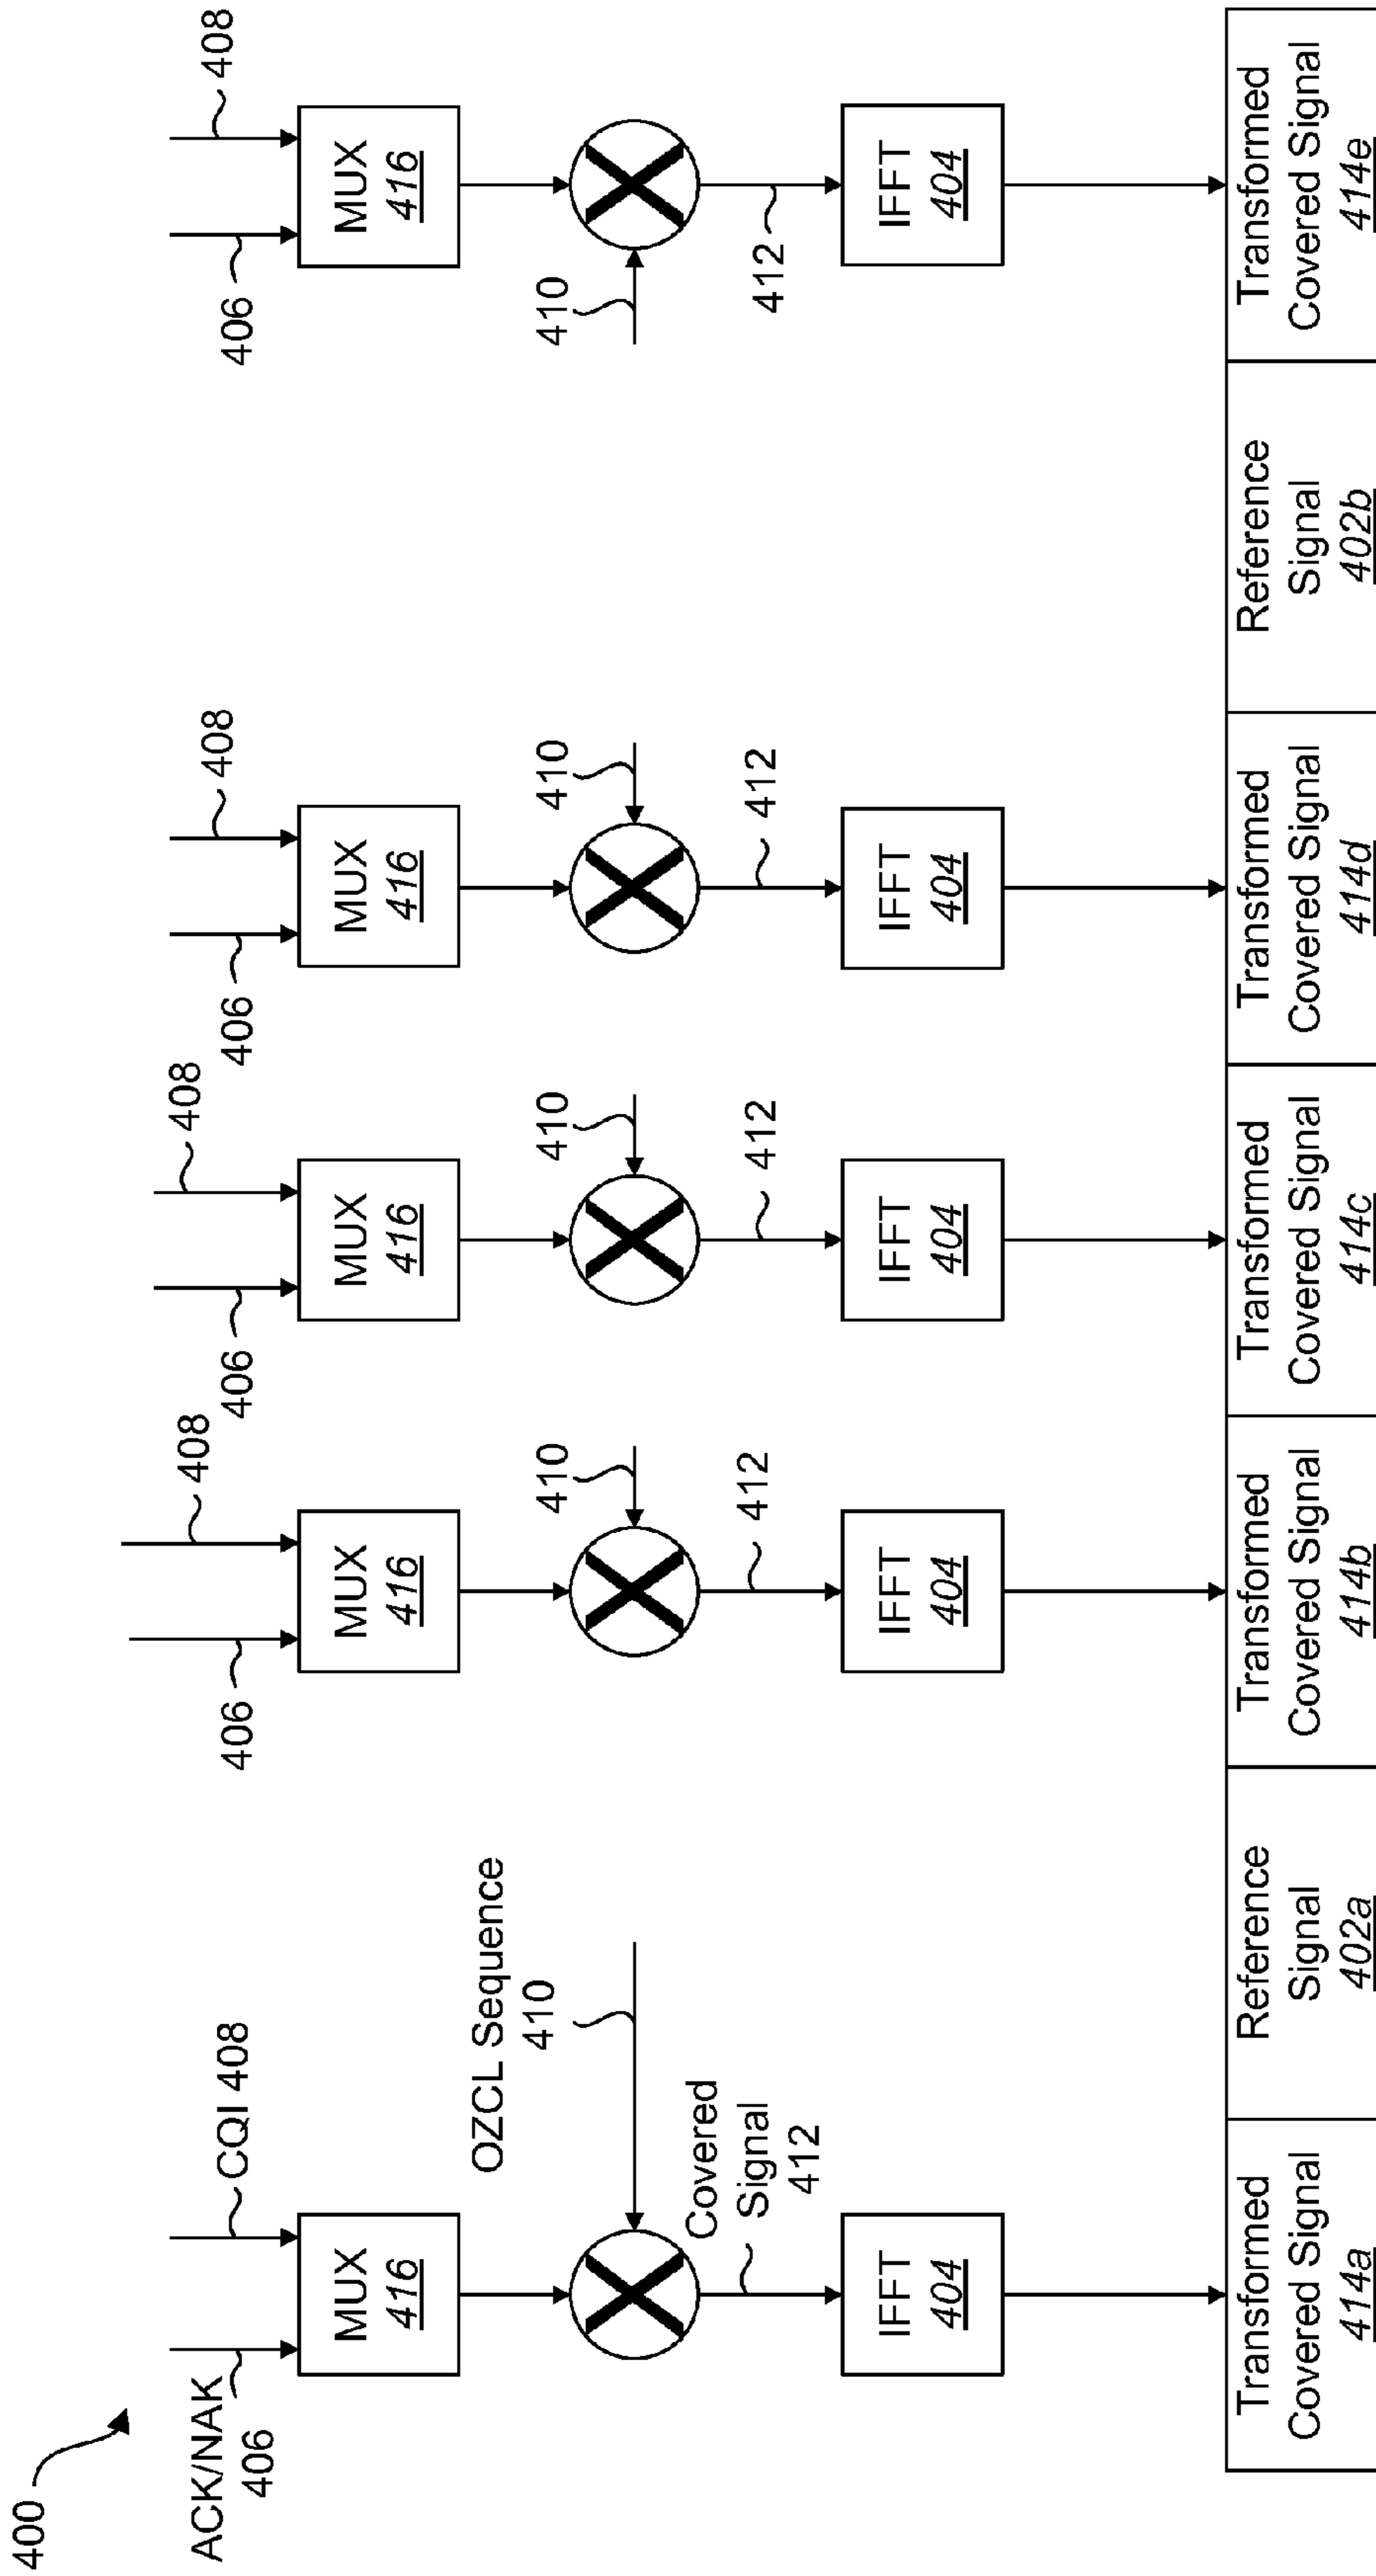 400
ACK/NAK
406
CQI 408
MUX
416
OZCL Sequence
410
Covered
Signal
412
IFFT
404
406
408
MUX
416
410
412
IFFT
404
406
408
MUX
416
410
412
IFFT
404
406
408
MUX
416
410
412
IFFT
404
406
408
MUX
416
410
412
IFFT
404
Transformed
Covered Signal
414a
Reference
Signal
402a
Transformed
Covered Signal
414b
Transformed
Covered Signal
414c
Transformed
Covered Signal
414d
Reference
Signal
402b
Transformed
Covered Signal
414e